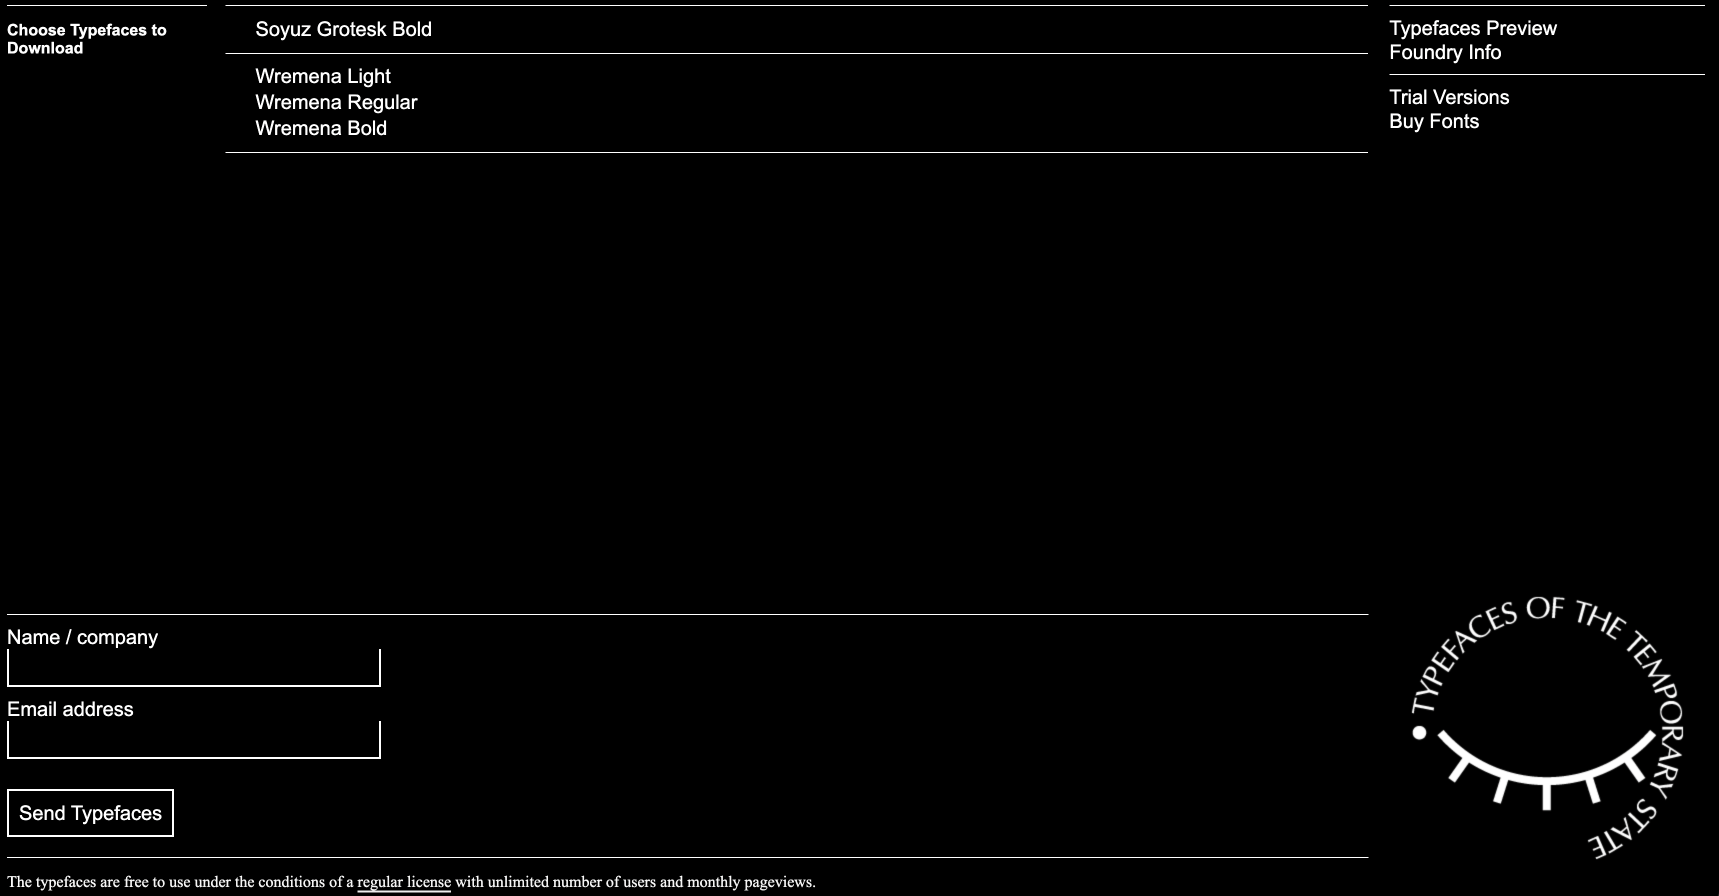 Choose Typefaces to
Download
Soyuz Grotesk Bold
Wremena Light
Wremena Regular
Wremena Bold
Typefaces Preview
Foundry Info
Trial Versions
Buy Fonts
Name / company
Email address
Send Typefaces
The typefaces are free to use under the conditions of a regular license with unlimited number of users and monthly pageviews.
• TYPEFACES OF THE TEMPORARY STATE